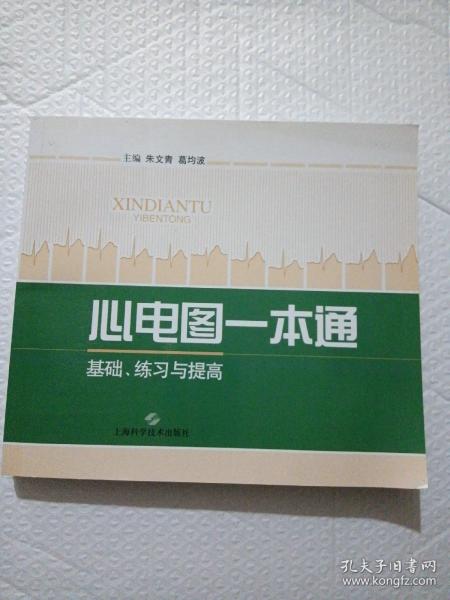 主编 朱文青 葛均波
XINDIANTU
YIBENTONG
心电图一本通
基础、练习与提高
上海科学技术出版社
孔夫子旧书网
www.kongfz.com